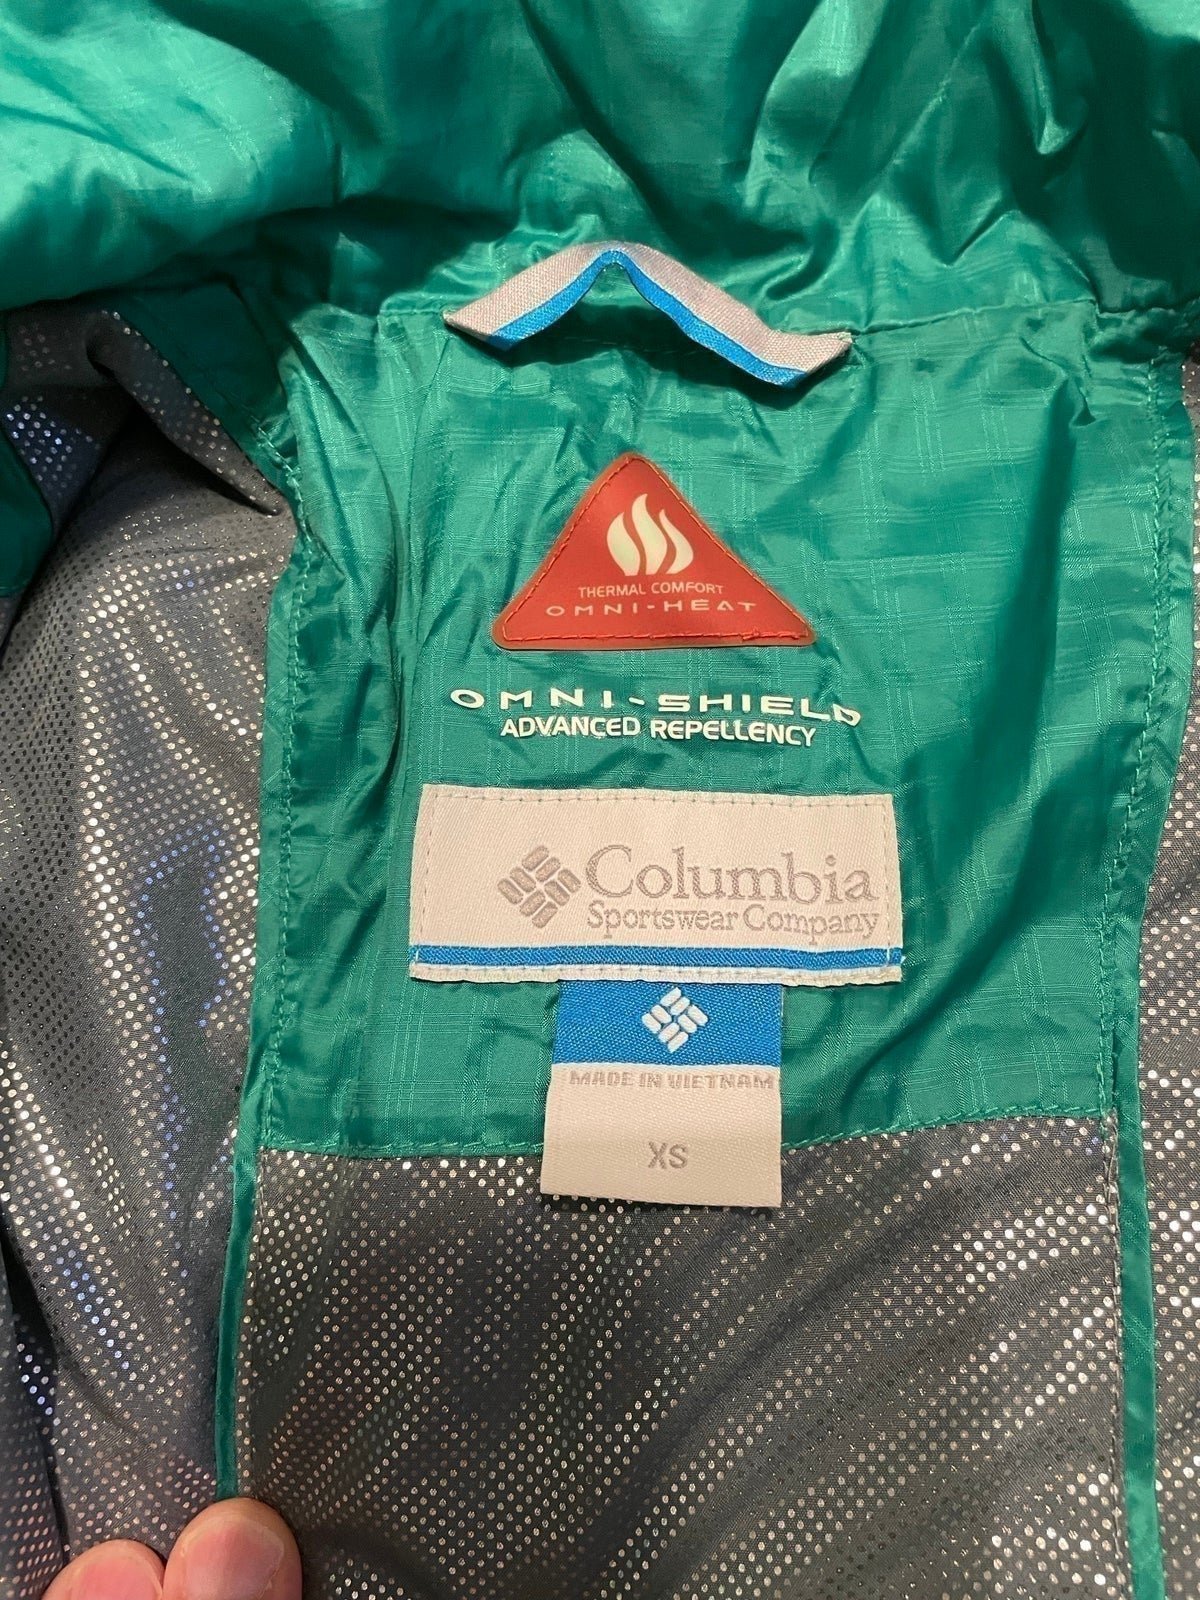 THERMAL COMFORT
OMNI-HEAT
OMNI-SHIELD
ADVANCED REPELLENCY
Columbia
Sportswear Company
MADE IN VIETNAM
XS